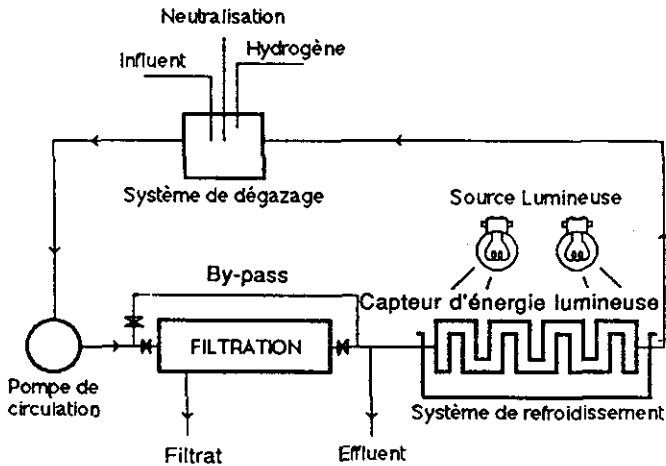 Neutralisation
Hydrogène
Influent
Système de dégazage
Source Lumineuse
By-pass
Capteur d'énergie lumineuse
FILTRATION
Pompe de
circulation
Système de refroidissement
Filtrat
Effluent